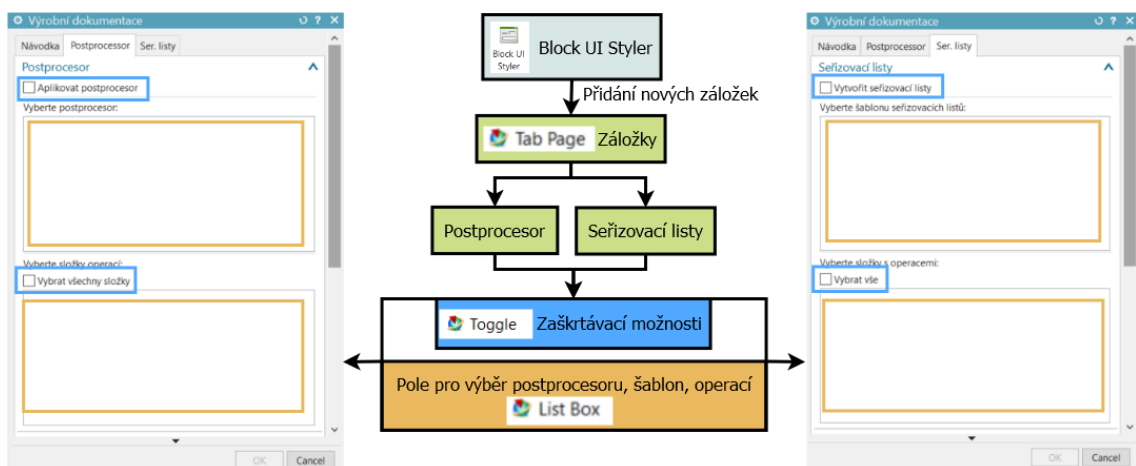 Výrobní dokumentace
Návodka Postprocessor Ser. listy
Postprocesor
Aplikovat postprocesor
Vyberte postprocesor:
Vyberte složky operací:
Vybrat všechny složky
OK Cancel
Block UI
Styler
Block UI Styler
Přidání nových záložek
Tab Page Záložky
Postprocesor
Seřizovací listy
Toggle Zaškrtávací možnosti
Pole pro výběr postprocesoru, šablon, operací
List Box
Výrobní dokumentace
Návodka Postprocessor Ser. listy
Seřizovací listy
Vytvořit seřizovací listy
Vyberte šablonu seřizovacích listů:
Vyberte složky s operacemi:
Vybrat vše
OK Cancel